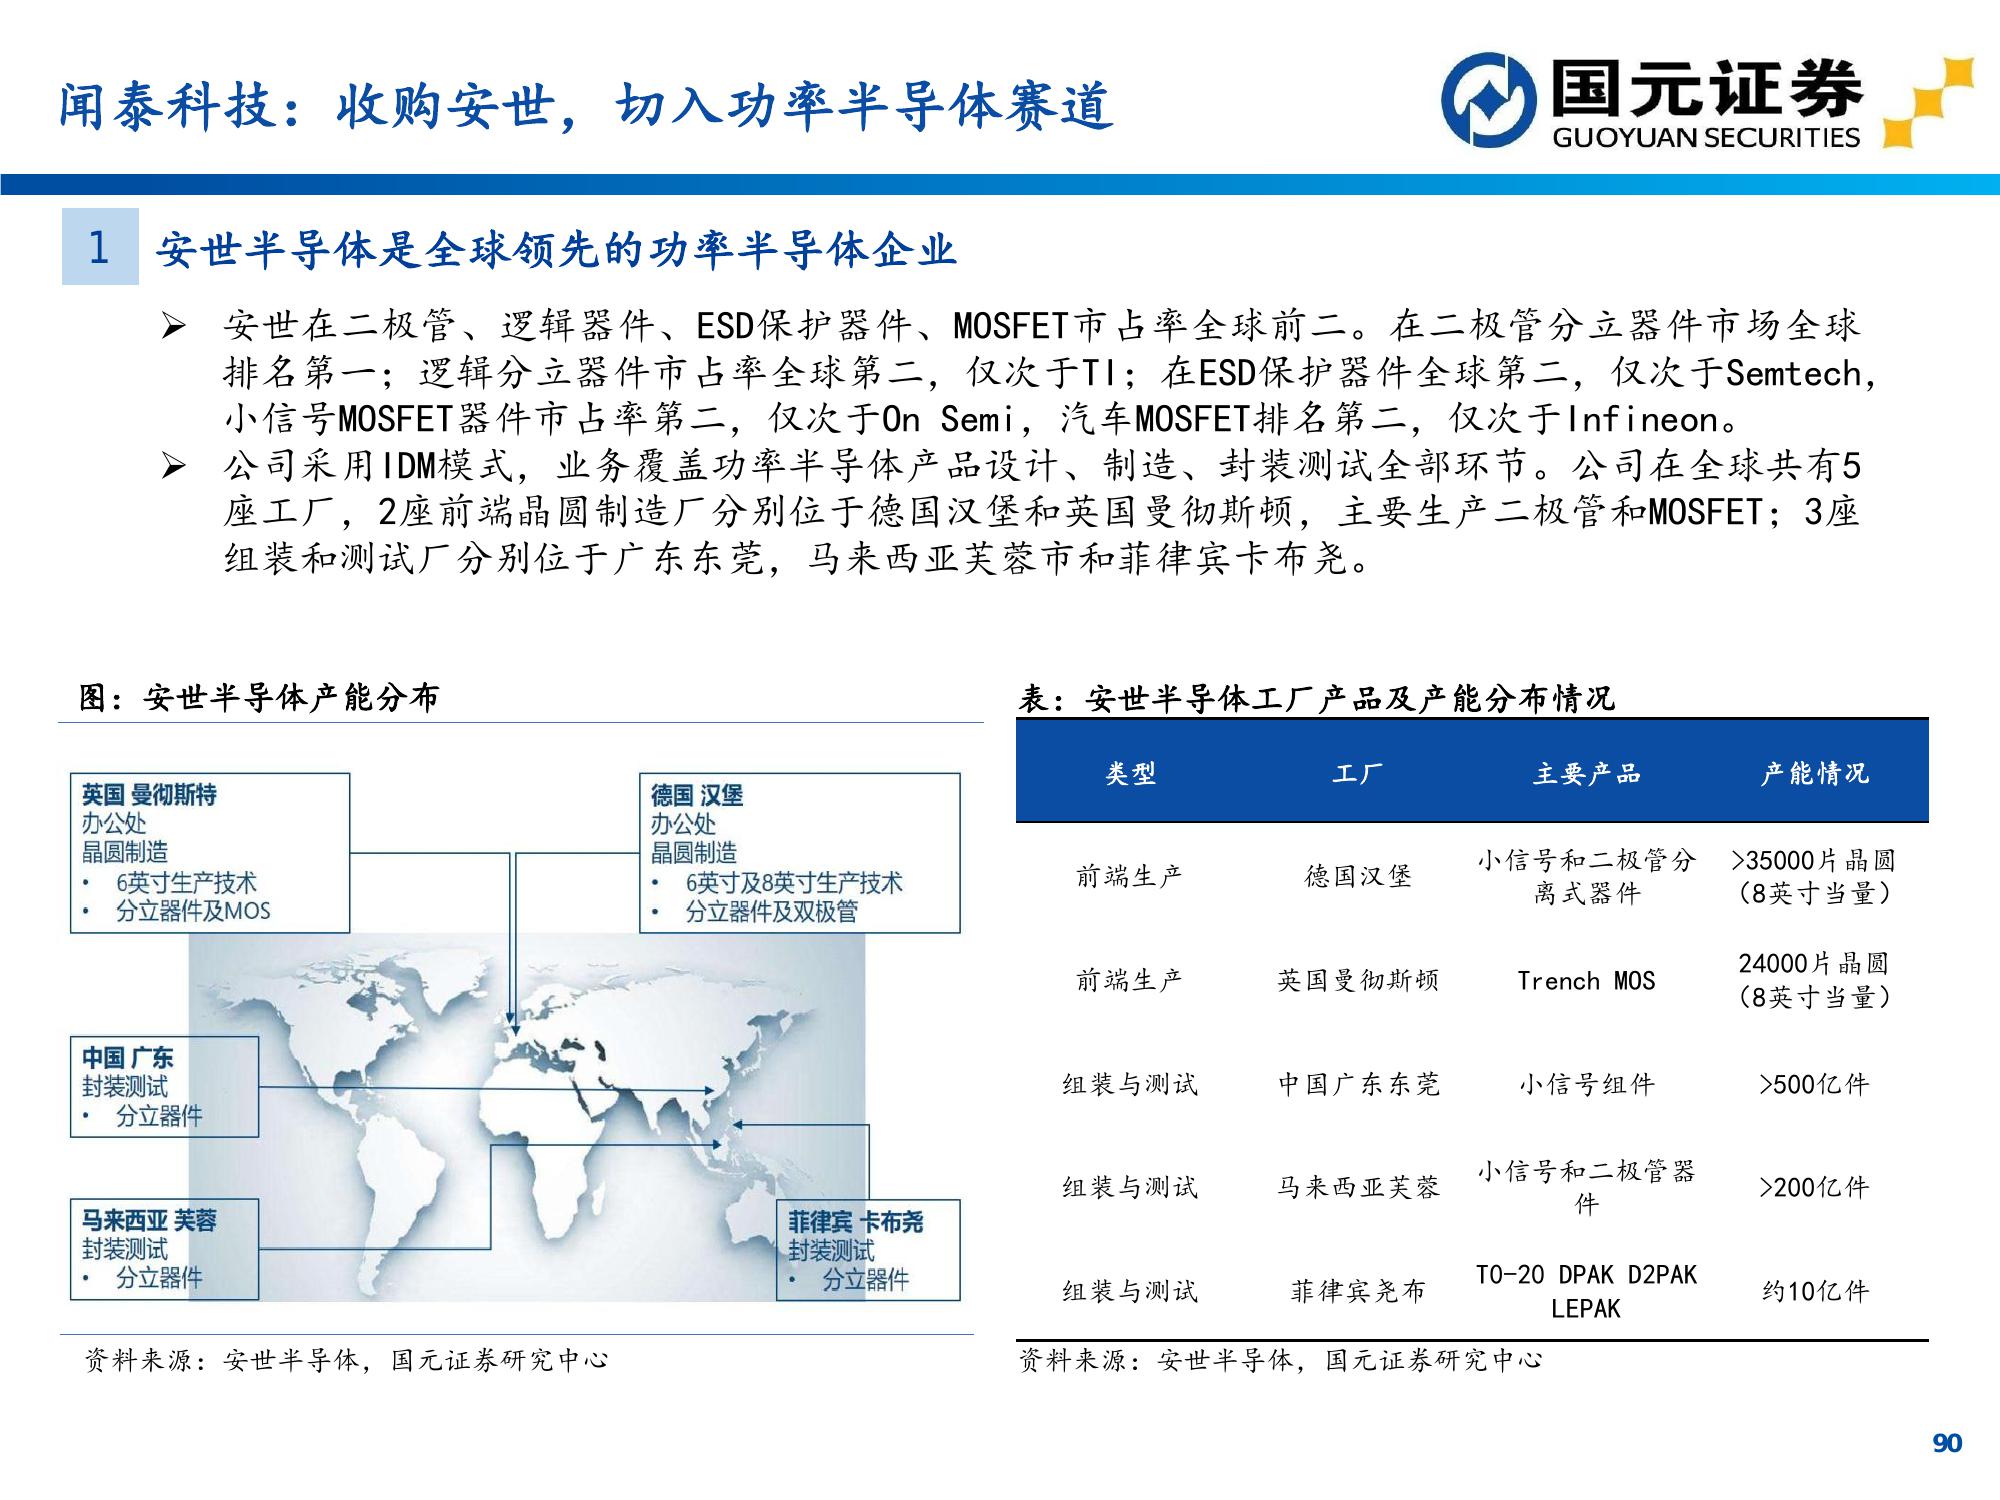 闻泰科技：收购安世，切入功率半导体赛道
国元证券
GUOYUAN SECURITIES
1 安世半导体是全球领先的功率半导体企业
➢ 安世在二极管、逻辑器件、ESD保护器件、MOSFET市占率全球前二。在二极管分立器件市场全球
排名第一；逻辑分立器件市占率全球第二，仅次于TI；在ESD保护器件全球第二，仅次于Semtech，
小信号MOSFET器件市占率第二，仅次于On Semi，汽车MOSFET排名第二，仅次于Infineon。
➢ 公司采用IDM模式，业务覆盖功率半导体产品设计、制造、封装测试全部环节。公司在全球共有5
座工厂，2座前端晶圆制造厂分别位于德国汉堡和英国曼彻斯顿，主要生产二极管和MOSFET；3座
组装和测试厂分别位于广东东莞，马来西亚芙蓉市和菲律宾卡布尧。
图：安世半导体产能分布
英国 曼彻斯特
办公处
晶圆制造
• 6英寸生产技术
• 分立器件及MOS
德国 汉堡
办公处
晶圆制造
• 6英寸及8英寸生产技术
• 分立器件及双极管
中国 广东
封装测试
• 分立器件
马来西亚 芙蓉
封装测试
• 分立器件
菲律宾 卡布尧
封装测试
• 分立器件
资料来源：安世半导体，国元证券研究中心
表：安世半导体工厂产品及产能分布情况
类型 工厂 主要产品 产能情况
前端生产 德国汉堡 小信号和二极管分
离式器件 >35000片晶圆
（8英寸当量）
前端生产 英国曼彻斯顿 Trench MOS 24000片晶圆
（8英寸当量）
组装与测试 中国广东东莞 小信号组件 >500亿件
组装与测试 马来西亚芙蓉 小信号和二极管器
件 >200亿件
组装与测试 菲律宾尧布 TO-20 DPAK D2PAK
LEPAK 约10亿件
资料来源：安世半导体，国元证券研究中心
90